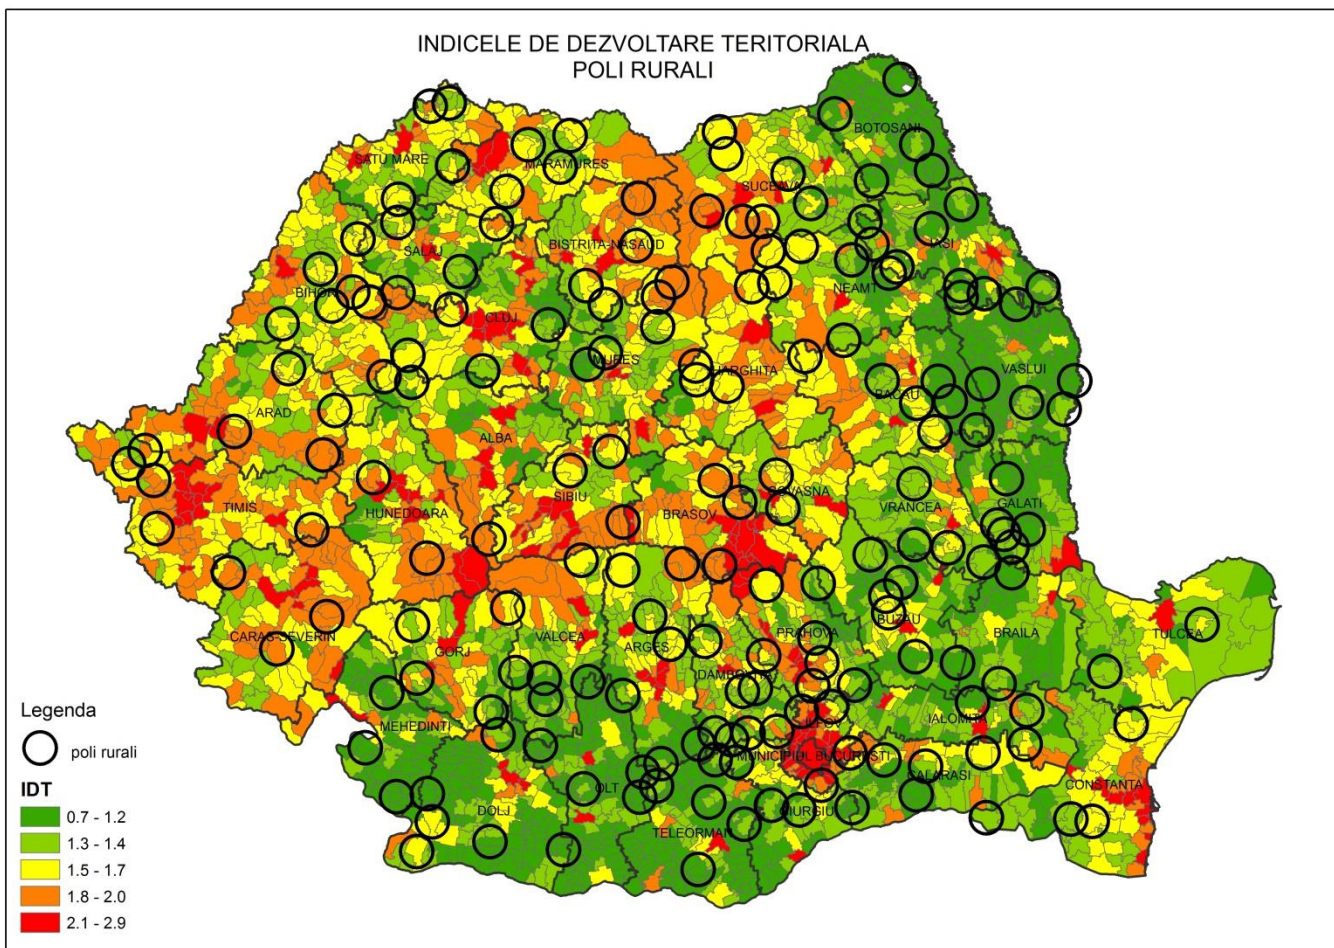 INDICELE DE DEZVOLTARE TERITORIALA
POLI RURALI
BOTOSANI
SATU MARE
MARAMURES
SUCEAVA
IASI
BISTRITA-NASAUD
SALAJ
BIHOR
NEAMT
CLUJ
MURES
HARGHITA
BACAU
VASLUI
ARAD
ALBA
SIBIU
COVASNA
TIMIS
HUNEDOARA
BRASOV
VRANCEA
GALATI
CARAS-SEVERIN
GORJ
VALCEA
ARGES
PRAHOVA
BUZAU
BRAILA
TULCEA
DAMBOVITA
MEHEDINTI
ILFOV
IALOMITA
MUNICIPIUL BUCURESTI
CALARASI
CONSTANTA
DOLJ
OLT
TELEORMAN
GIURGIU
Legenda
poli rurali
IDT
0.7 - 1.2
1.3 - 1.4
1.5 - 1.7
1.8 - 2.0
2.1 - 2.9